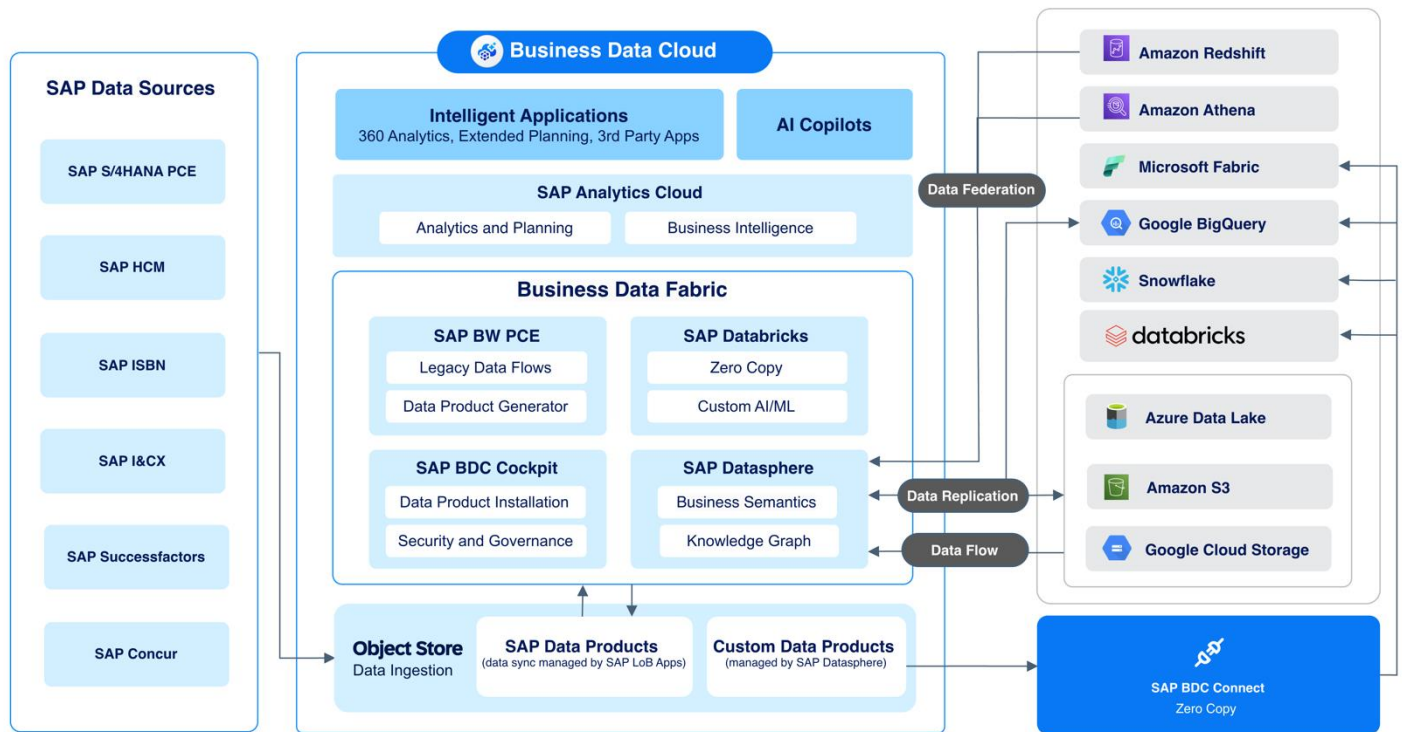 SAP Data Sources
SAP S/4HANA PCE
SAP HCM
SAP ISBN
SAP I&CX
SAP Successfactors
SAP Concur
Business Data Cloud
Intelligent Applications
360 Analytics, Extended Planning, 3rd Party Apps
AI Copilots
SAP Analytics Cloud
Analytics and Planning
Business Intelligence
Business Data Fabric
SAP BW PCE
Legacy Data Flows
Data Product Generator
SAP Databricks
Zero Copy
Custom AI/ML
SAP BDC Cockpit
Data Product Installation
Security and Governance
SAP Datasphere
Business Semantics
Knowledge Graph
Object Store
Data Ingestion
SAP Data Products
(data sync managed by SAP LoB Apps)
Custom Data Products
(managed by SAP Datasphere)
Data Federation
Data Replication
Data Flow
Amazon Redshift
Amazon Athena
Microsoft Fabric
Google BigQuery
Snowflake
databricks
Azure Data Lake
Amazon S3
Google Cloud Storage
SAP BDC Connect
Zero Copy